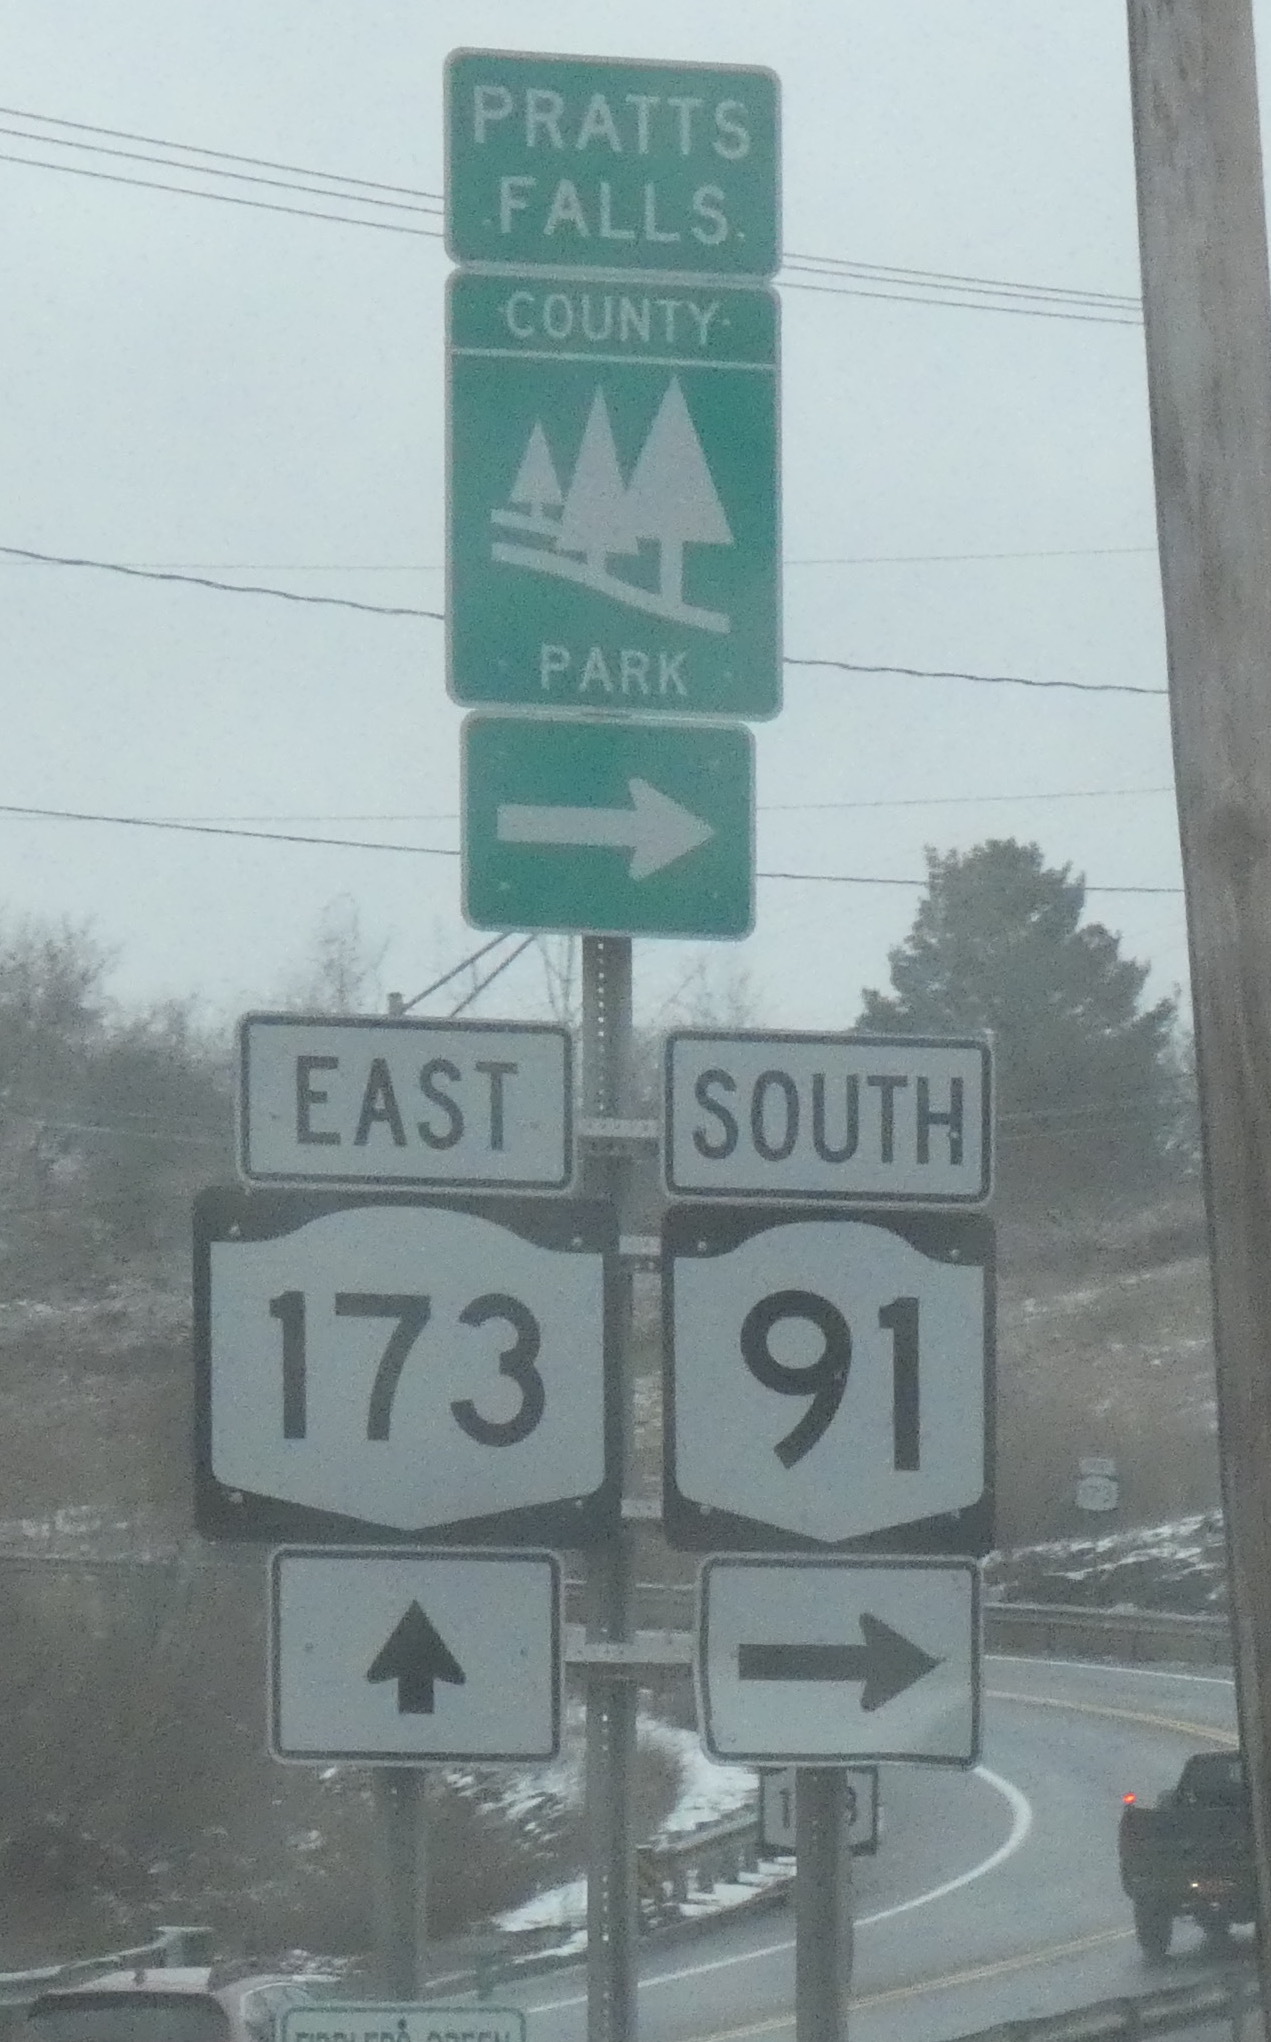 PRATTS
FALLS
COUNTY
PARK
EAST
SOUTH
173
91